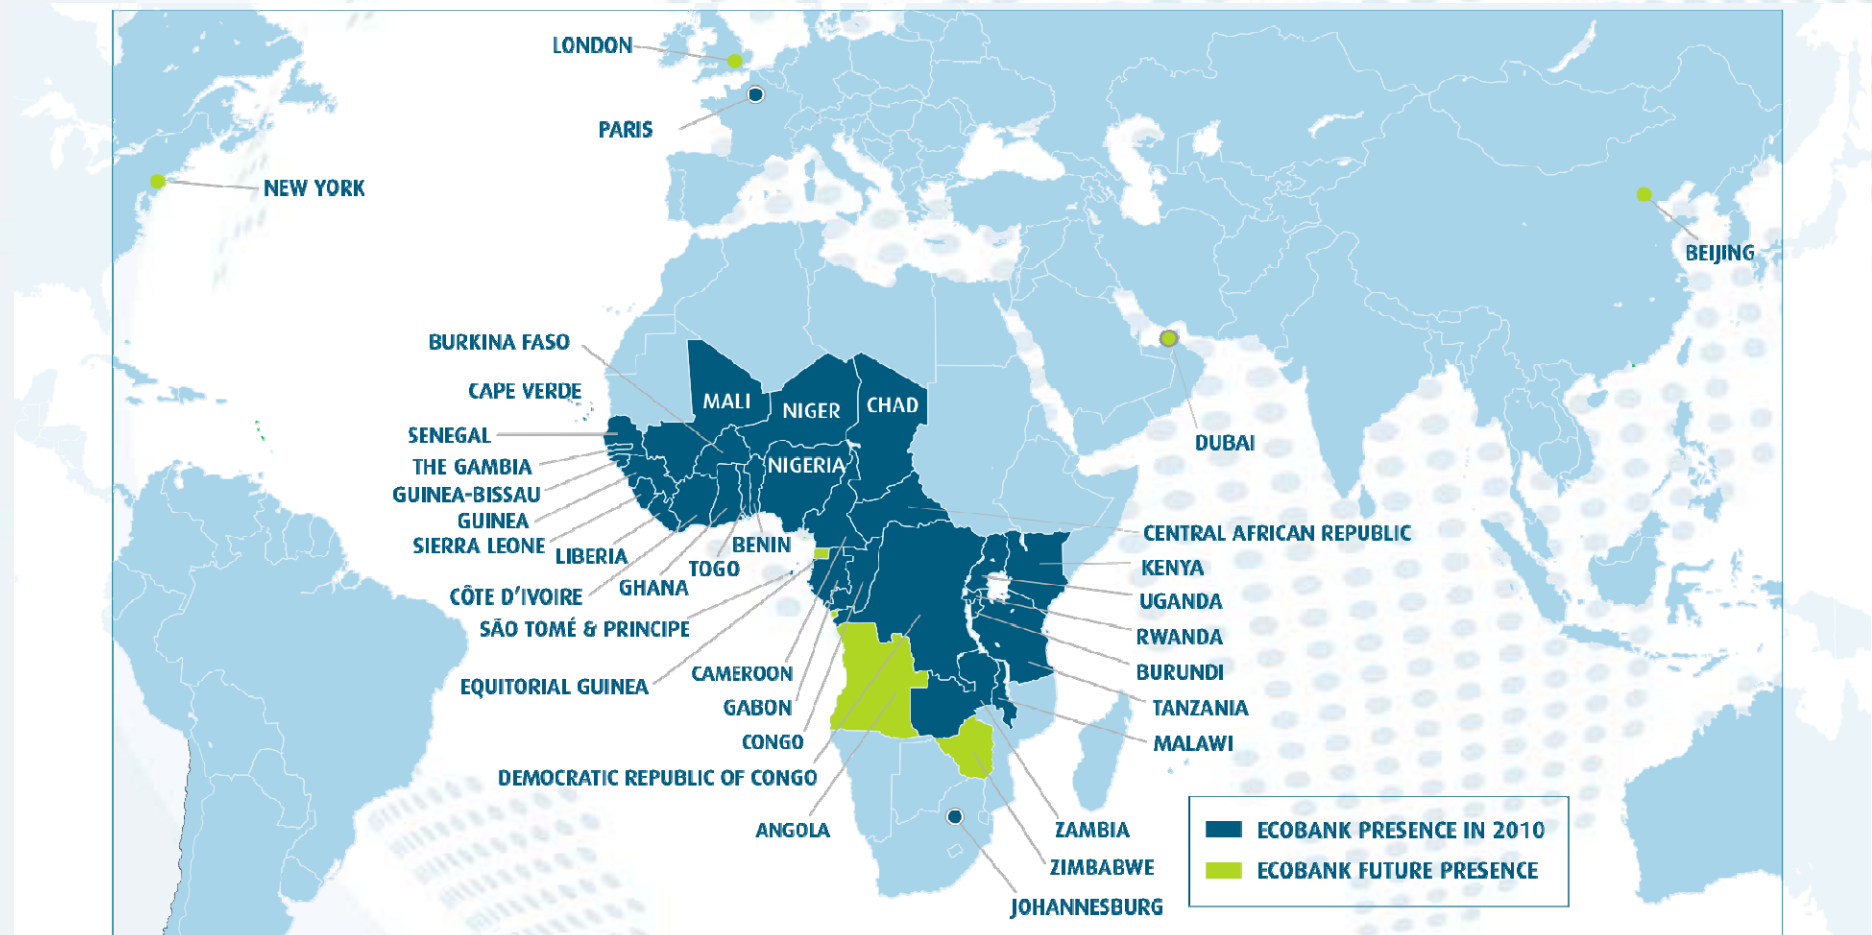 LONDON
PARIS
NEW YORK
BEIJING
DUBAI
BURKINA FASO
CAPE VERDE
MALI
NIGER
CHAD
SENEGAL
THE GAMBIA
NIGERIA
GUINEA-BISSAU
GUINEA
SIERRA LEONE
LIBERIA
BENIN
TOGO
GHANA
CÔTE D'IVOIRE
SÃO TOMÉ & PRINCIPE
EQUITORIAL GUINEA
CAMEROON
GABON
CONGO
DEMOCRATIC REPUBLIC OF CONGO
ANGOLA
CENTRAL AFRICAN REPUBLIC
KENYA
UGANDA
RWANDA
BURUNDI
TANZANIA
MALAWI
ZAMBIA
ZIMBABWE
JOHANNESBURG
ECOBANK PRESENCE IN 2010
ECOBANK FUTURE PRESENCE